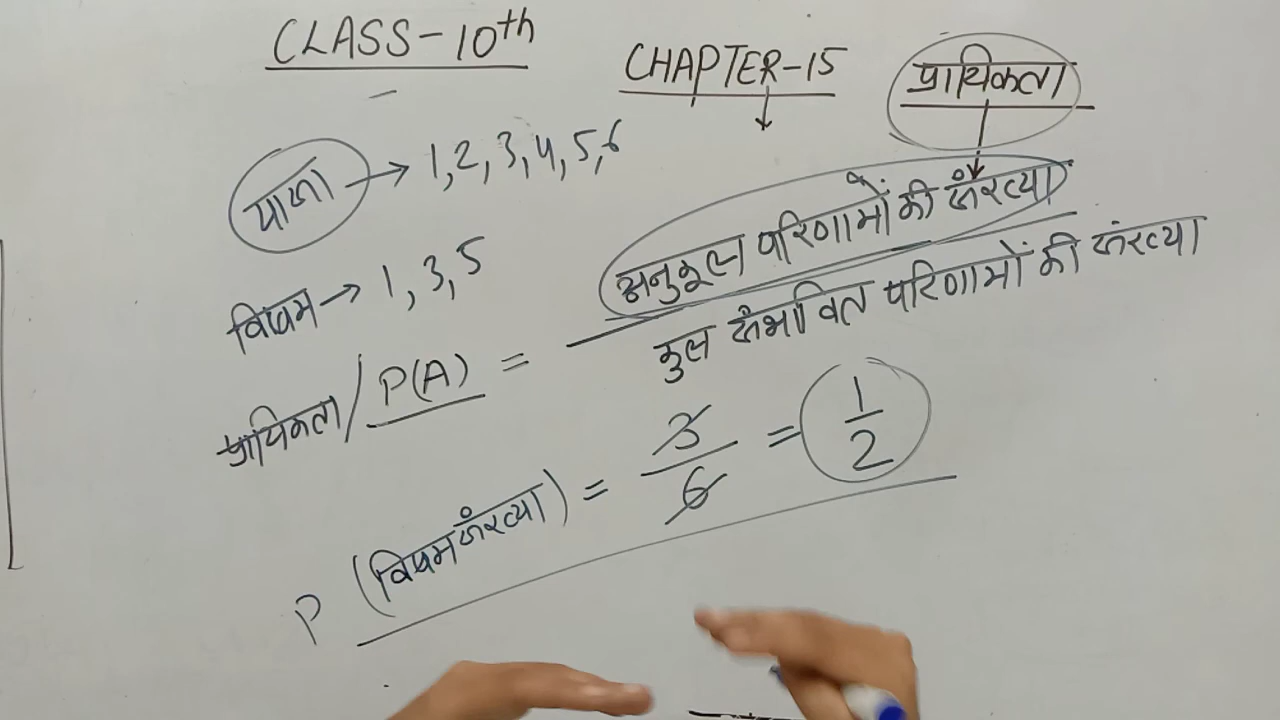 CLASS-10th
CHAPTER-15 प्रायिकता
पासा → 1, 2, 3, 4, 5, 6
विषम → 1, 3, 5
प्रायिकता / P(A) = अनुकूल परिणामों की संख्या
कुल संभावित परिणामों की संख्या
P (विषम संख्या) = 3/6 = 1/2